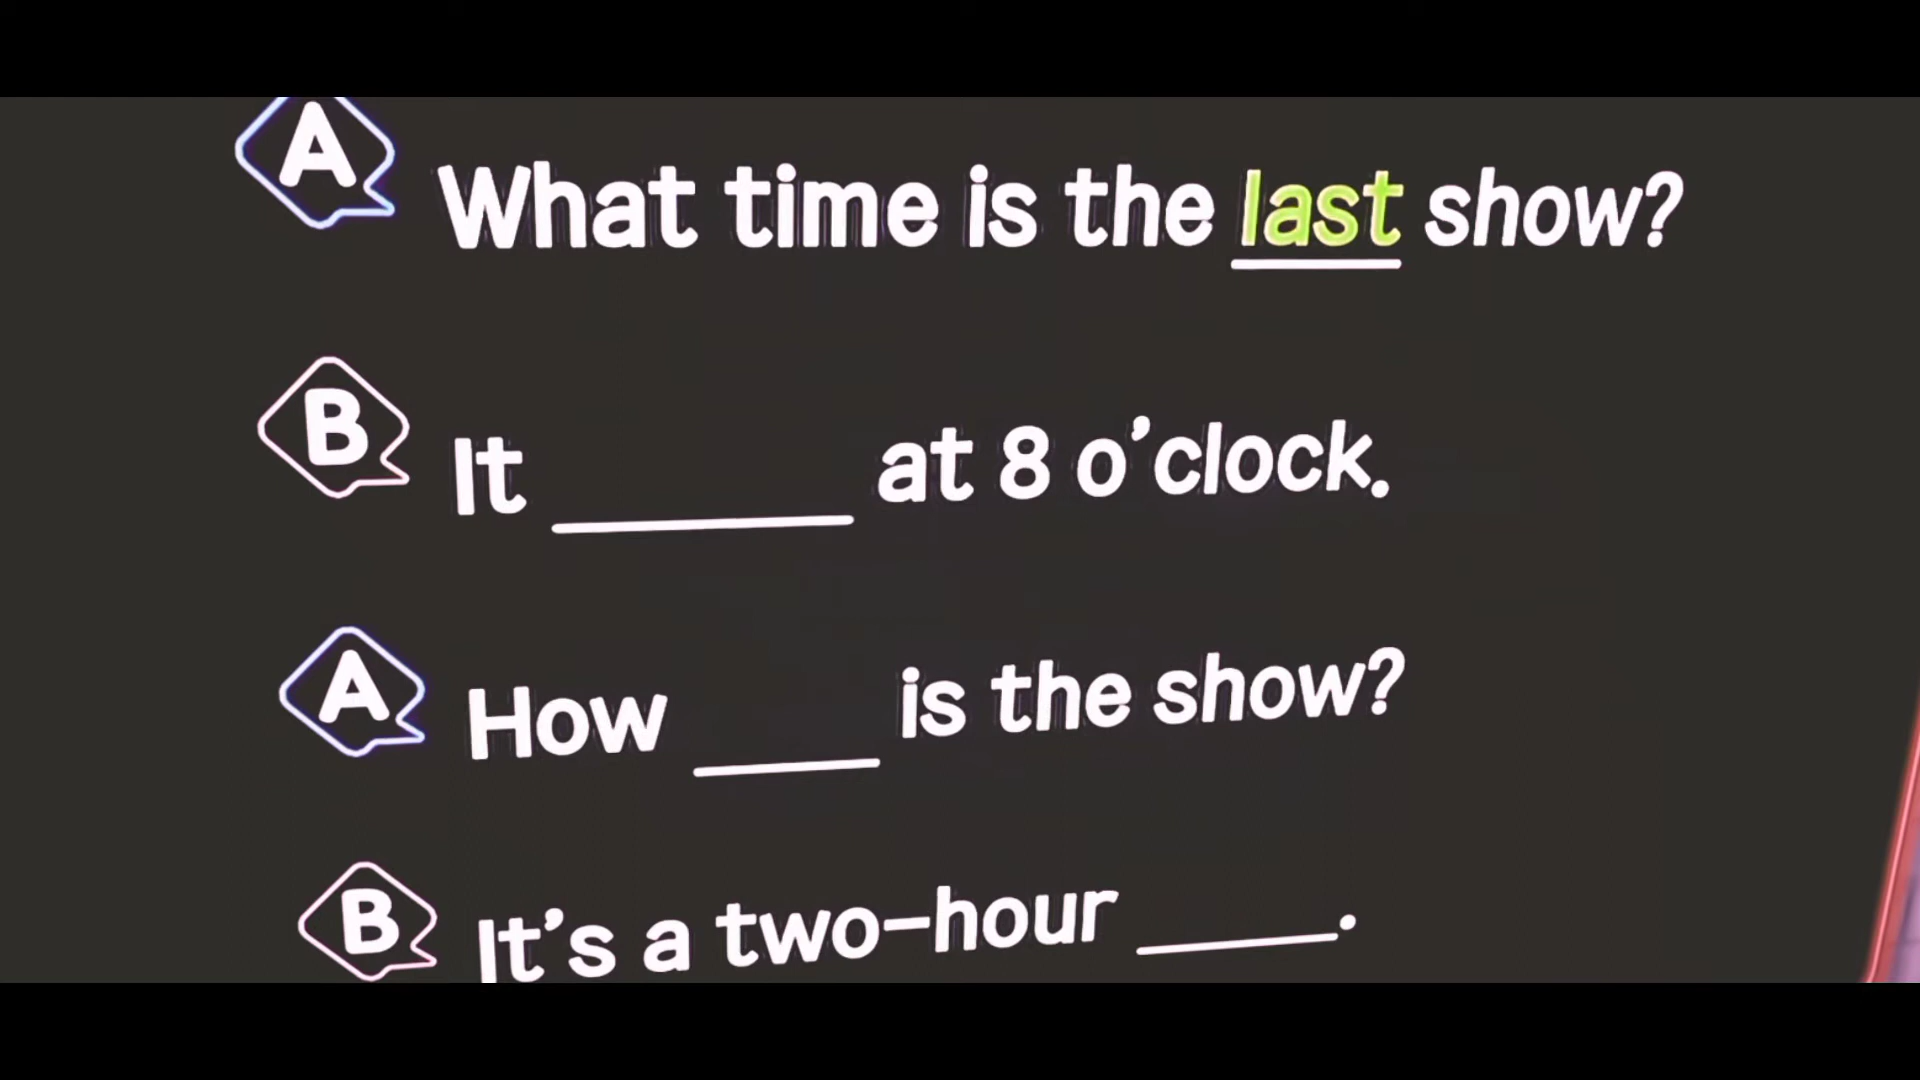 A What time is the last show?
B It ______ at 8 o’clock.
A How ____ is the show?
B It’s a two-hour ____.